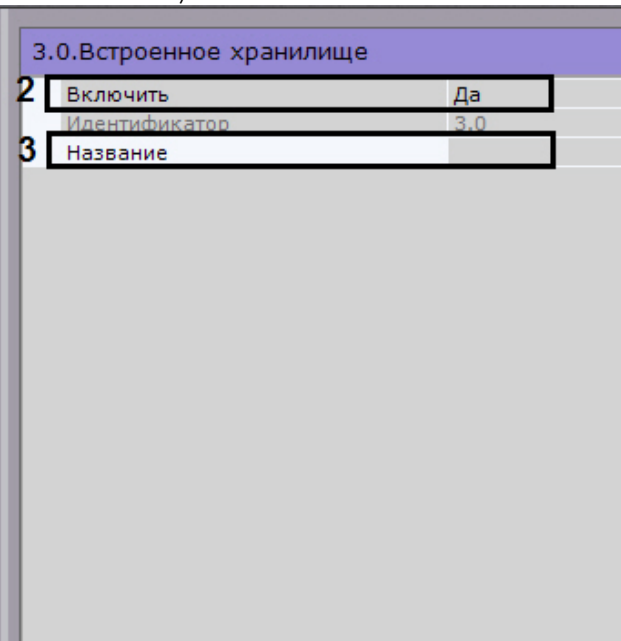 3.0.Встроенное хранилище
2 Включить Да
Идентификатор 3.0
3 Название